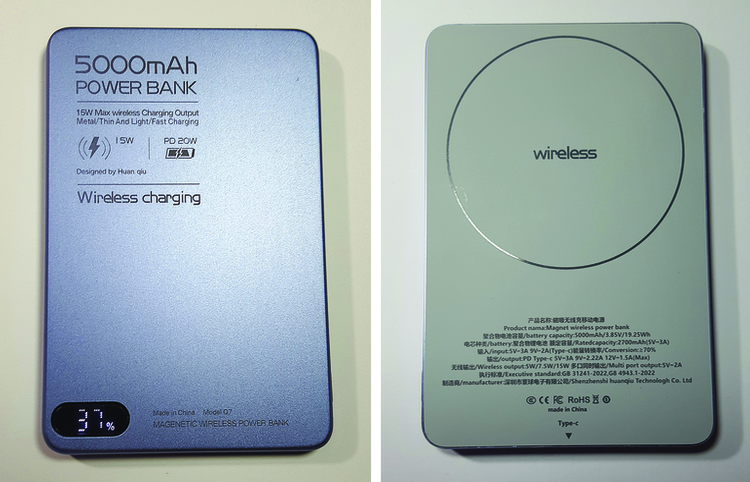 5000mAh
POWER BANK
15W Max wireless Charging Output
Metal/Thin And Light/Fast Charging
15W
PD 20W
Designed by Huan qiu
Wireless charging
37%
Made in China Model Q7
MAGENETIC WIRELESS POWER BANK
wireless
产品名称:磁吸无线充移动电源
Product name:Magnet wireless power bank
聚合物电池容量/battery capacity:5000mAh/3.85V/19.25Wh
电芯种类/battery:聚合物锂电池 额定容量/Ratedcapacity:2700mAh(5V⎓3A)
输入/input:5V⎓3A 9V⎓2A(Type-c)能量转换率/Conversion:≥70%
输出/output:PD Type-c 5V⎓3A 9V⎓2.22A 12V⎓1.5A(Max)
无线输出/Wireless output:5W/7.5W/15W 多口同时输出/Multi port output:5V⎓2A
执行标准/Executive standard:GB 31241-2022,GB 4943.1-2022
制造商/manufacturer:深圳市寰球电子有限公司/Shenzhenshi huanqiu Technologh Co. Ltd
CCC CE FC RoHS
made in China
Type-c